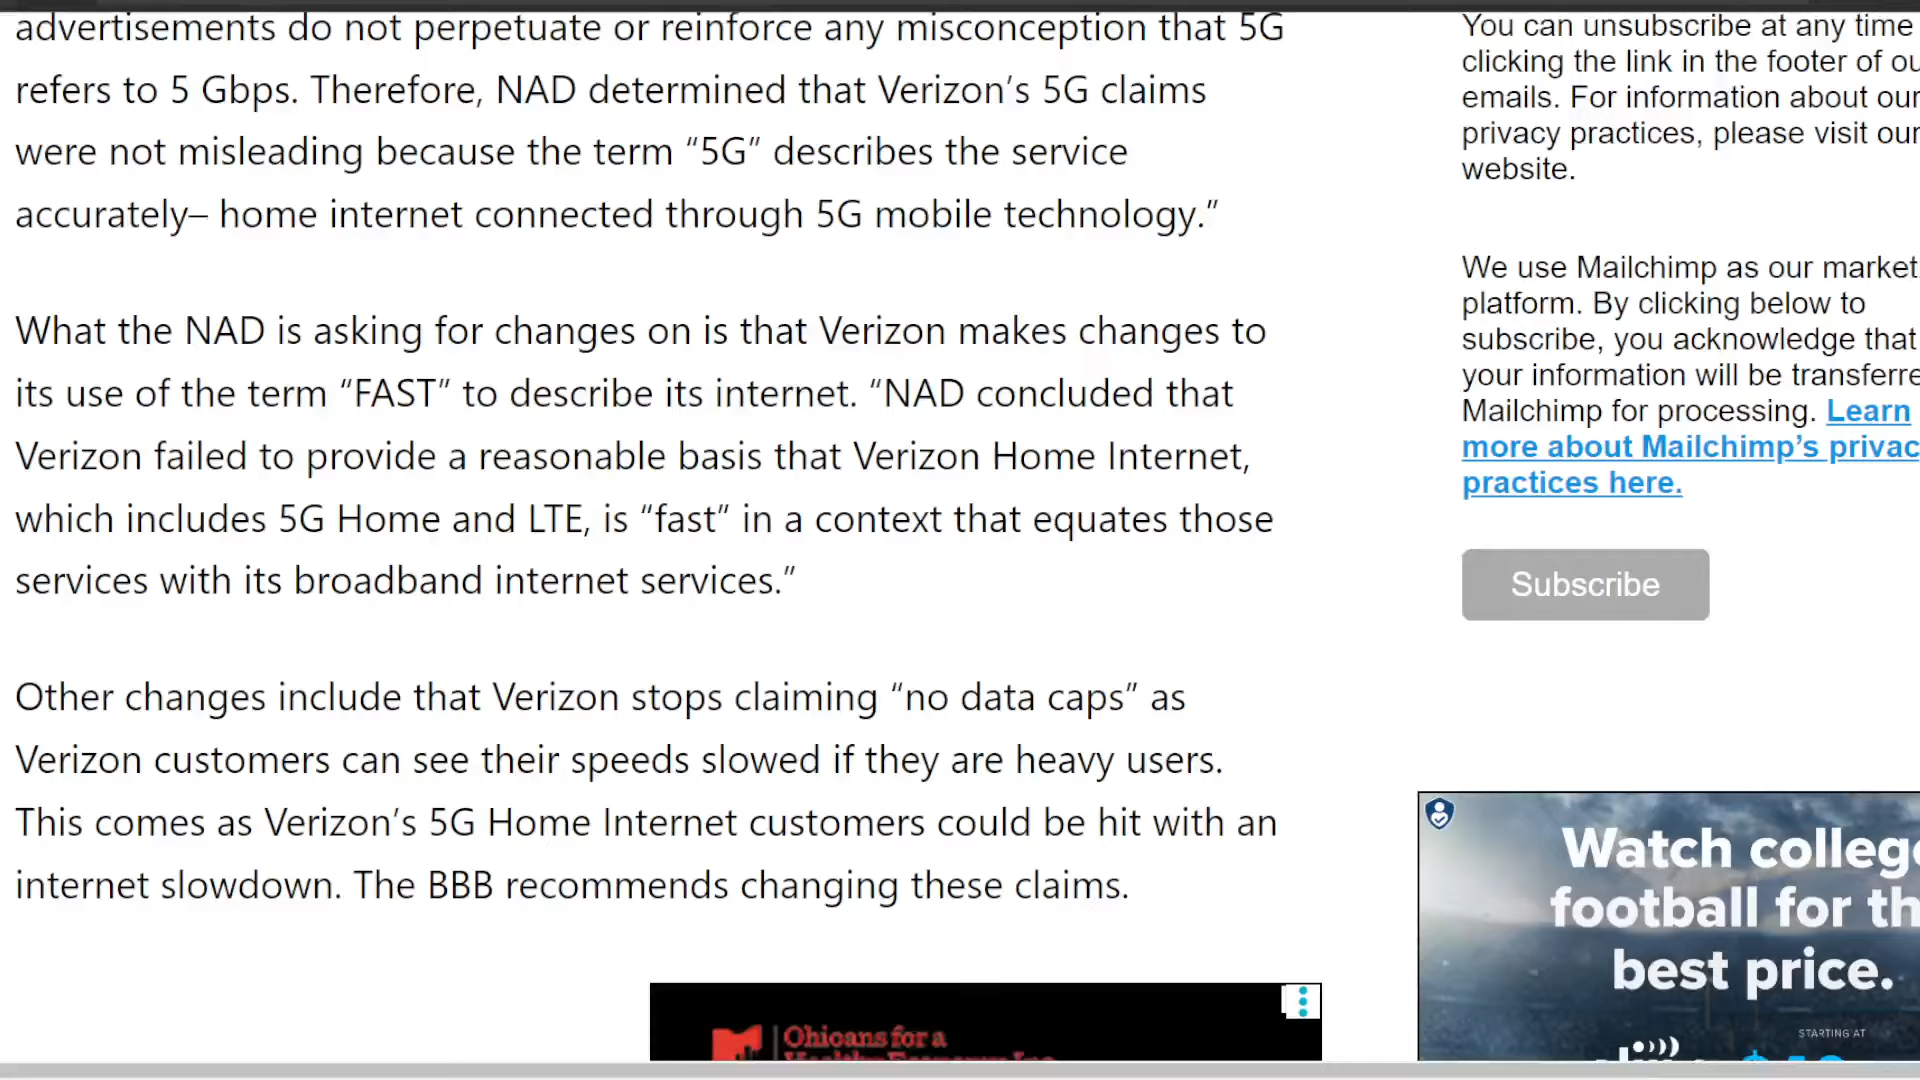 advertisements do not perpetuate or reinforce any misconception that 5G
refers to 5 Gbps. Therefore, NAD determined that Verizon’s 5G claims
were not misleading because the term “5G” describes the service
accurately– home internet connected through 5G mobile technology.”
What the NAD is asking for changes on is that Verizon makes changes to
its use of the term “FAST” to describe its internet. “NAD concluded that
Verizon failed to provide a reasonable basis that Verizon Home Internet,
which includes 5G Home and LTE, is “fast” in a context that equates those
services with its broadband internet services.”
Other changes include that Verizon stops claiming “no data caps” as
Verizon customers can see their speeds slowed if they are heavy users.
This comes as Verizon’s 5G Home Internet customers could be hit with an
internet slowdown. The BBB recommends changing these claims.
Ohioans for a
You can unsubscribe at any time
clicking the link in the footer of
emails. For information about our
privacy practices, please visit our
website.
We use Mailchimp as our
platform. By clicking below to
subscribe, you acknowledge that
your information will be
Mailchimp for processing. Learn
more about Mailchimp’s
practices here.
Subscribe
Watch
football for
best price.
STARTING AT